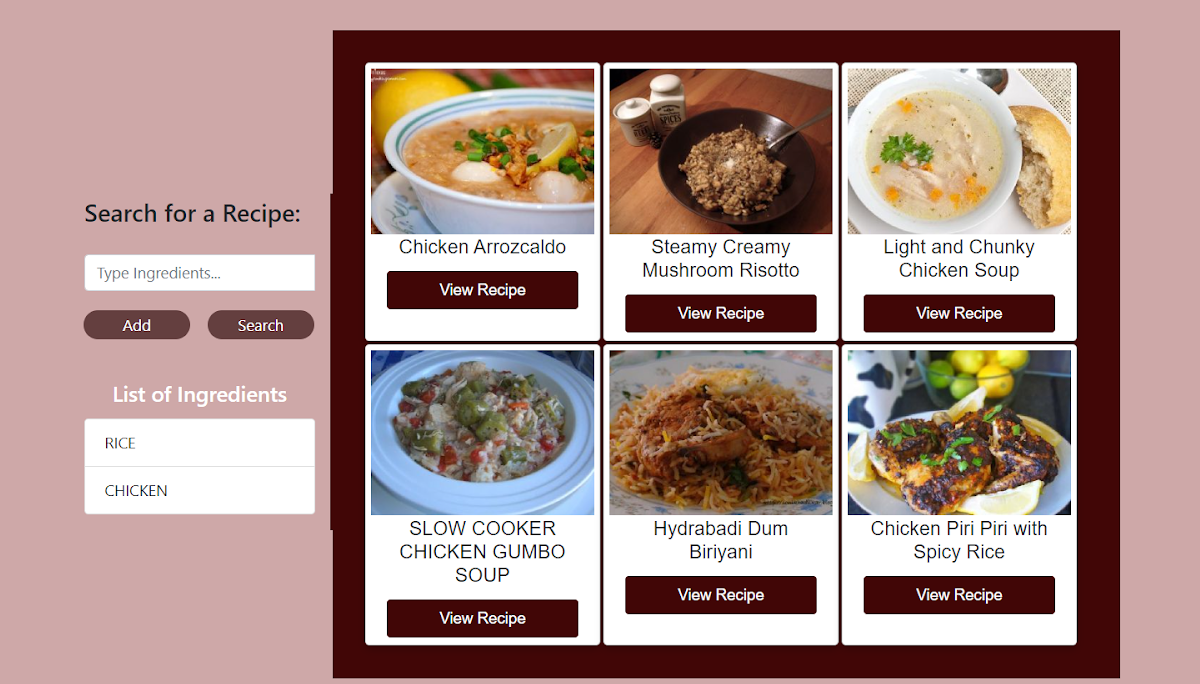 Search for a Recipe:
Type Ingredients...
Add
Search
List of Ingredients
RICE
CHICKEN
Chicken Arrozcaldo
View Recipe
SPICES
Steamy Creamy
Mushroom Risotto
View Recipe
Light and Chunky
Chicken Soup
View Recipe
SLOW COOKER
CHICKEN GUMBO
SOUP
View Recipe
Hydrabadi Dum
Biriyani
View Recipe
Chicken Piri Piri with
Spicy Rice
View Recipe